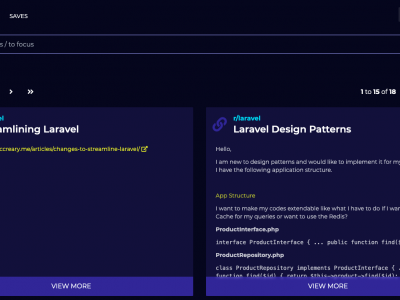 SAVES
s / to focus
1 to 15 of 18
el
amlining Laravel
ccreary.me/articles/changes-to-streamline-laravel/
VIEW MORE
r/laravel
Laravel Design Patterns
Hello,
I am new to design patterns and would like to implement it for my
I have the following application structure.
App Structure
I want to make my codes extendable like what I have to do if I wan
Cache for my queries or want to use the Redis?
ProductInterface.php
interface ProductInterface { ... public function find($
ProductRepository.php
class ProductRepository implements ProductInterface { .
function find($id) { return $this->product->find($id);
VIEW MORE